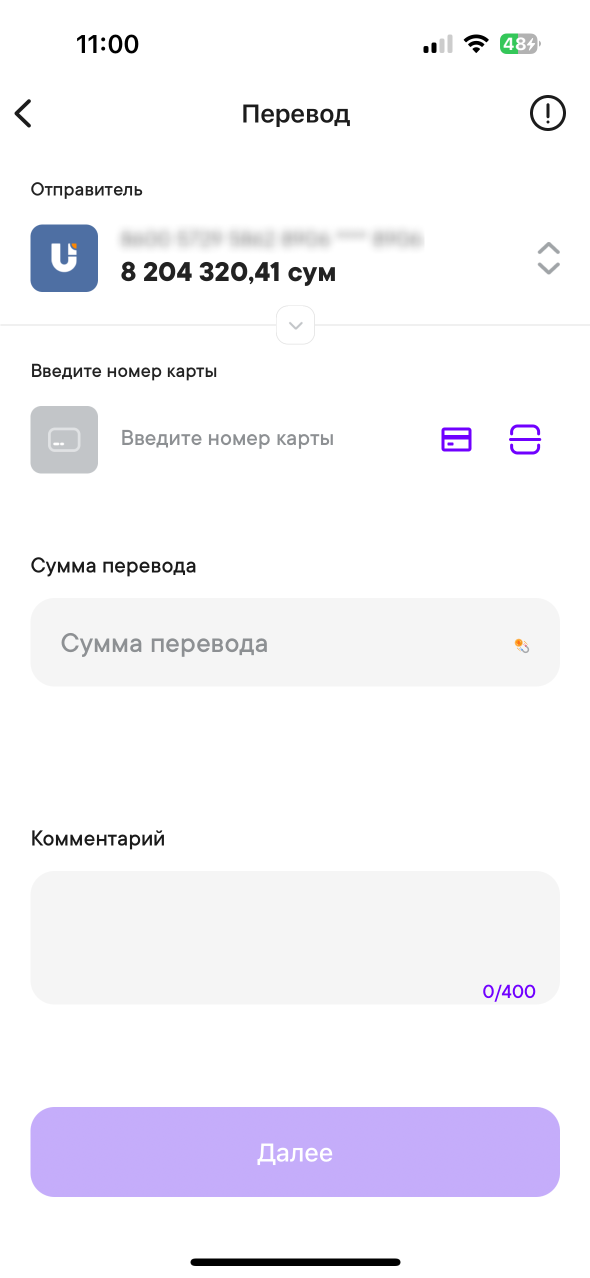 11:00
48
Перевод
Отправитель
8 204 320,41 сум
Введите номер карты
Введите номер карты
Сумма перевода
Сумма перевода
Комментарий
0/400
Далее